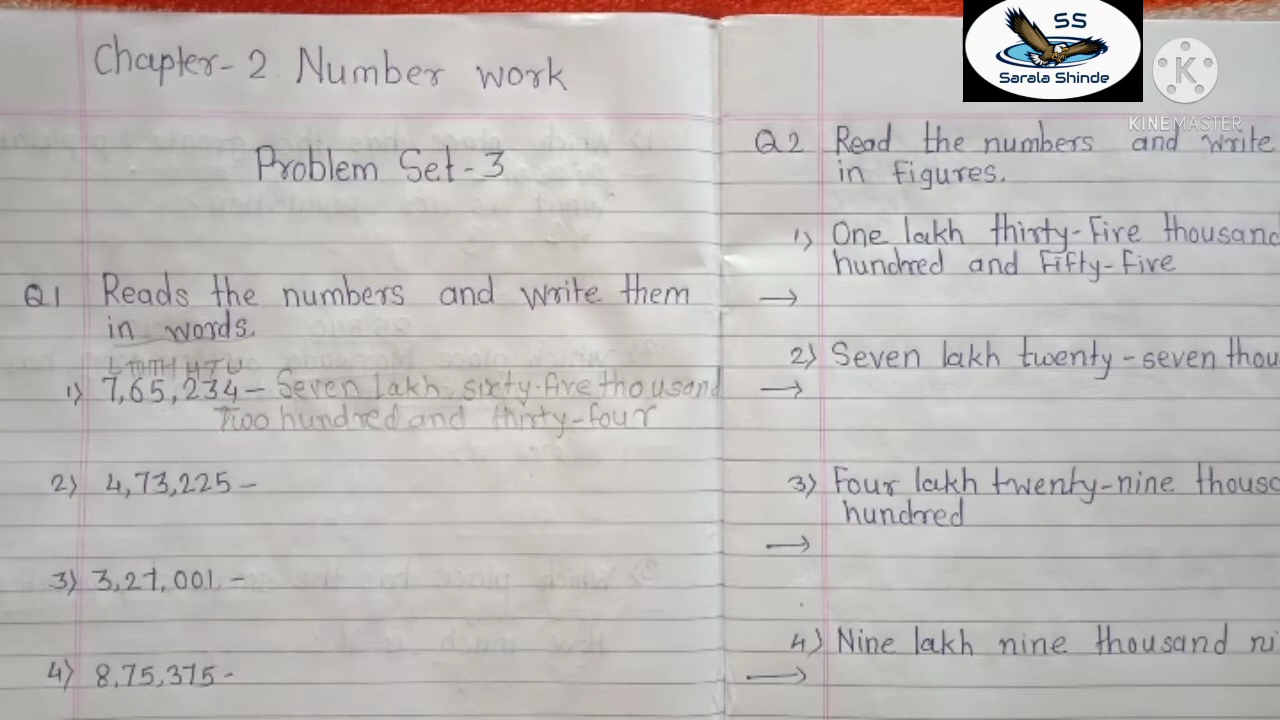 SS
Sarala Shinde
K
KINEMASTER
Chapter-2 Number work
Problem Set-3
Q1 Reads the numbers and write them
in words.
L TTH TH H T U
1) 7,65,234 - Seven Lakh, sixty-five thousand
Two hundred and thirty-four
2) 4,73,225 -
3) 3,27,001 -
4) 8,75,375 -
Q2 Read the numbers and write
in figures.
1) One lakh thirty-five thousand
hundred and fifty-five
→
2) Seven lakh twenty-seven thou
→
3) Four lakh twenty-nine thousa
hundred
→
4) Nine lakh nine thousand ni
→